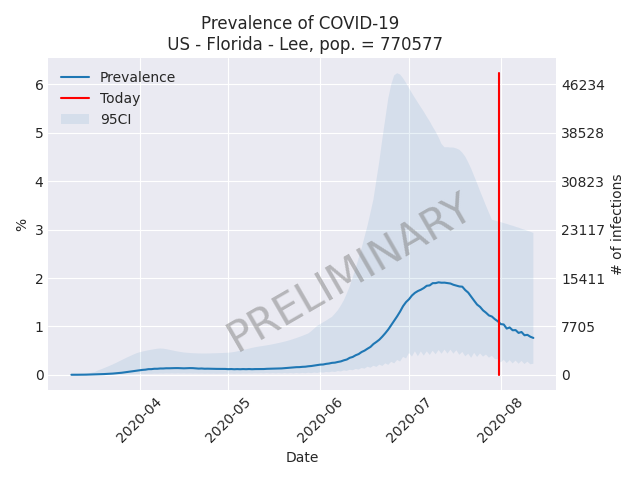 Prevalence of COVID-19
US - Florida - Lee, pop. = 770577
Prevalence
Today
95CI
PRELIMINARY
%
6
5
4
3
2
1
0
46234
38528
30823
23117
15411
7705
0
# of infections
2020-04
2020-05
2020-06
2020-07
2020-08
Date